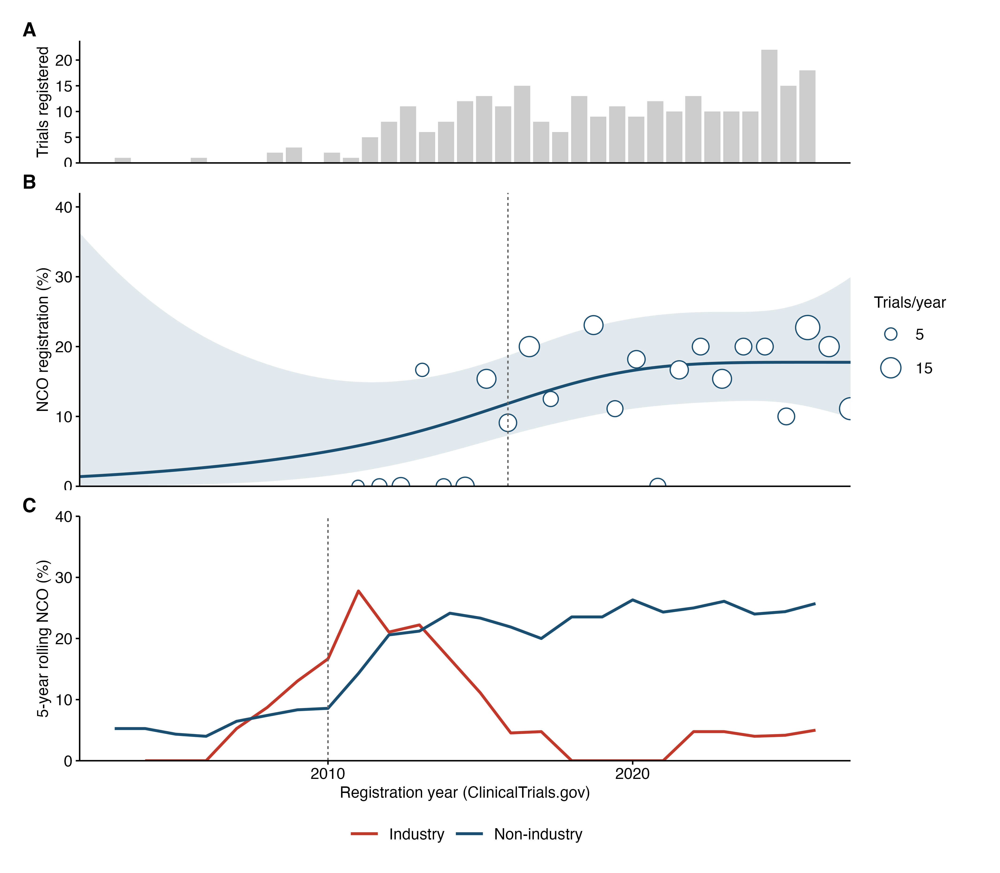 A
Trials registered
20
15
10
5
0
B
NCO registration (%)
40
30
20
10
0
Trials/year
5
15
C
5-year rolling NCO (%)
40
30
20
10
0
2010
2020
Registration year (ClinicalTrials.gov)
Industry
Non-industry